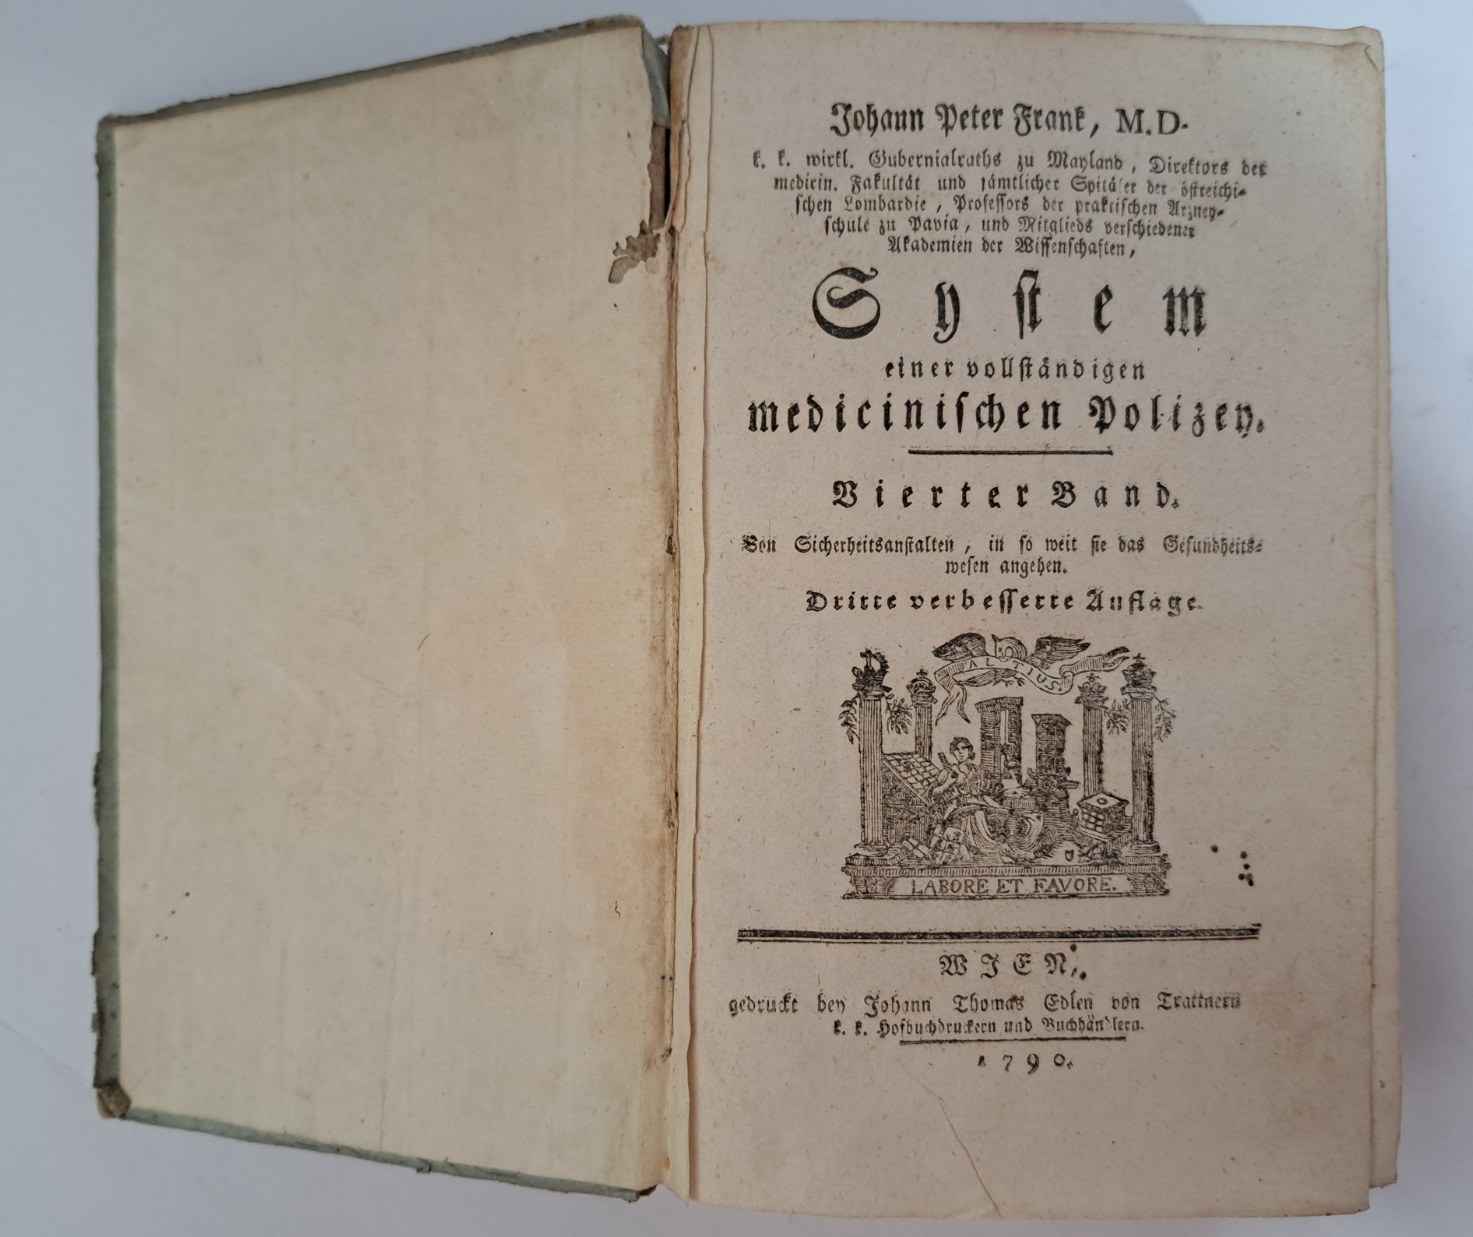 Johann Peter Frank, M.D.
k. k. wirkl. Gubernialraths zu Mayland, Direktors der
medicin. Fakultät und sämtlicher Spitäler der östreichi-
schen Lombardie, Professors der praktischen Arzney-
schule zu Pavia, und Mitglieds verschiedener
Akademien der Wissenschaften,
System
einer vollständigen
medicinischen Polizey.
Vierter Band.
Von Sicherheitsanstalten, in so weit sie das Gesundheits-
wesen angehen.
Dritte verbesserte Auflage.
ALTIUS.
LABORE ET FAVORE.
WIEN,
gedruckt bey Johann Thomas Edlen von Trattnern
k. k. Hofbuchdruckern und Buchhändlern.
1790.